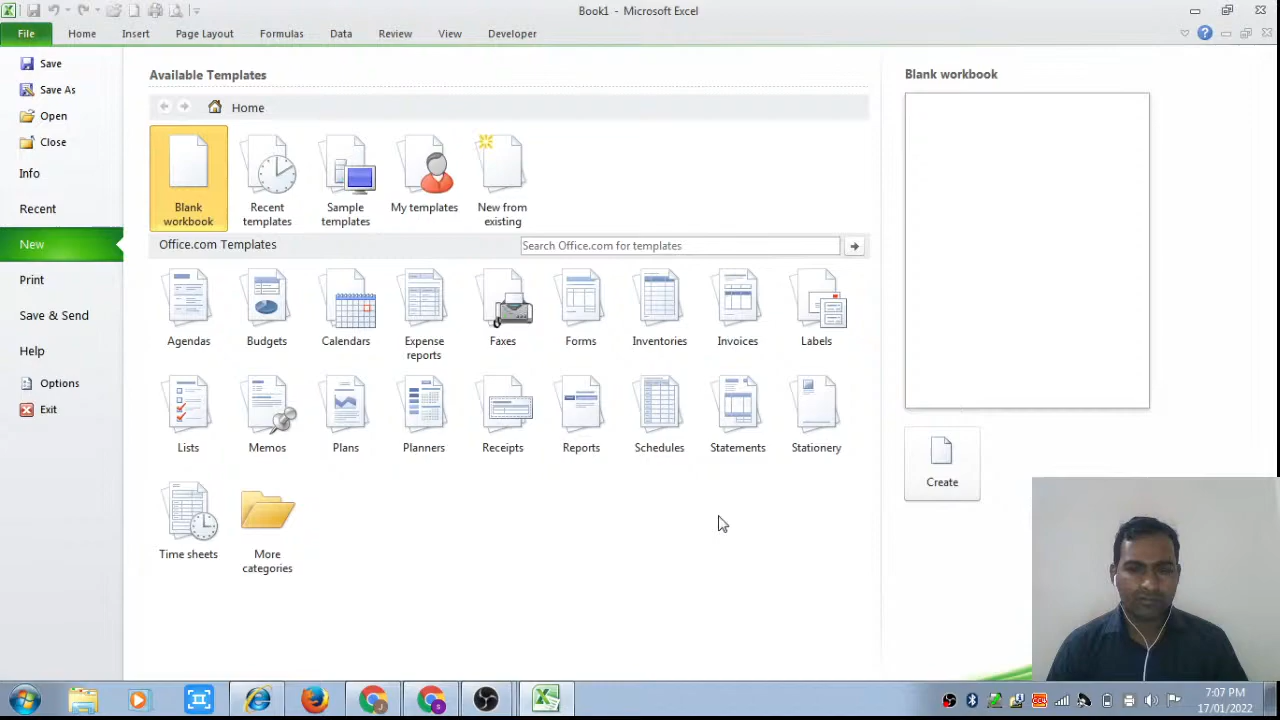 Book1 - Microsoft Excel
File Home Insert Page Layout Formulas Data Review View Developer
Save
Save As
Open
Close
Info
Recent
New
Print
Save & Send
Help
Options
Exit
Available Templates
Home
Blank workbook
Recent templates
Sample templates
My templates
New from existing
Office.com Templates
Search Office.com for templates
Agendas
Budgets
Calendars
Expense reports
Faxes
Forms
Inventories
Invoices
Labels
Lists
Memos
Plans
Planners
Receipts
Reports
Schedules
Statements
Stationery
Time sheets
More categories
Blank workbook
Create
7:07 PM
17/01/2022